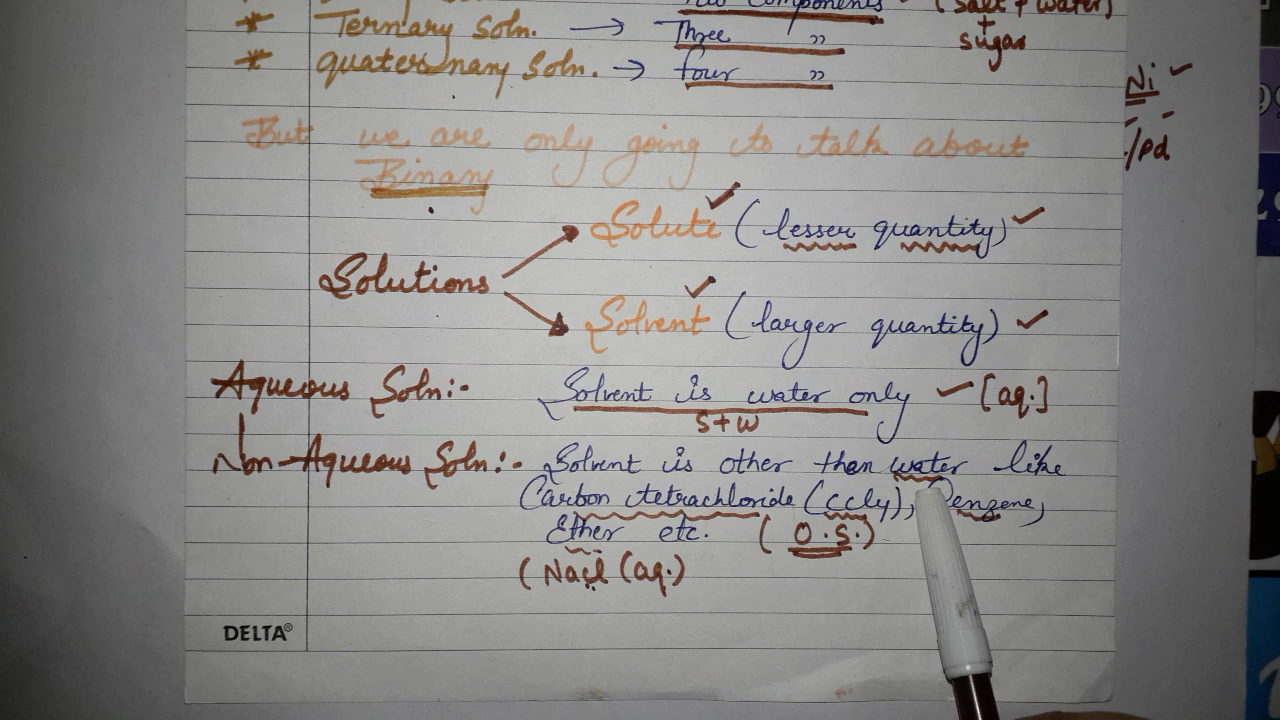 Two Components (Salt + Water)
* Ternary Soln. → Three " + sugar
* quaternary Soln. → four "
Ni ✓
/Pd
But we are only going to talk about
Binary
Solute ✓ (lesser quantity) ✓
Solutions
Solvent ✓ (larger quantity) ✓
Aqueous Soln:- Solvent is water only ✓ [aq.]
S+W
Non-Aqueous Soln:- Solvent is other than water like
Carbon tetrachloride (CCl4), Benzene,
Ether etc. (O.S.)
(NaCl (aq.)
DELTA®